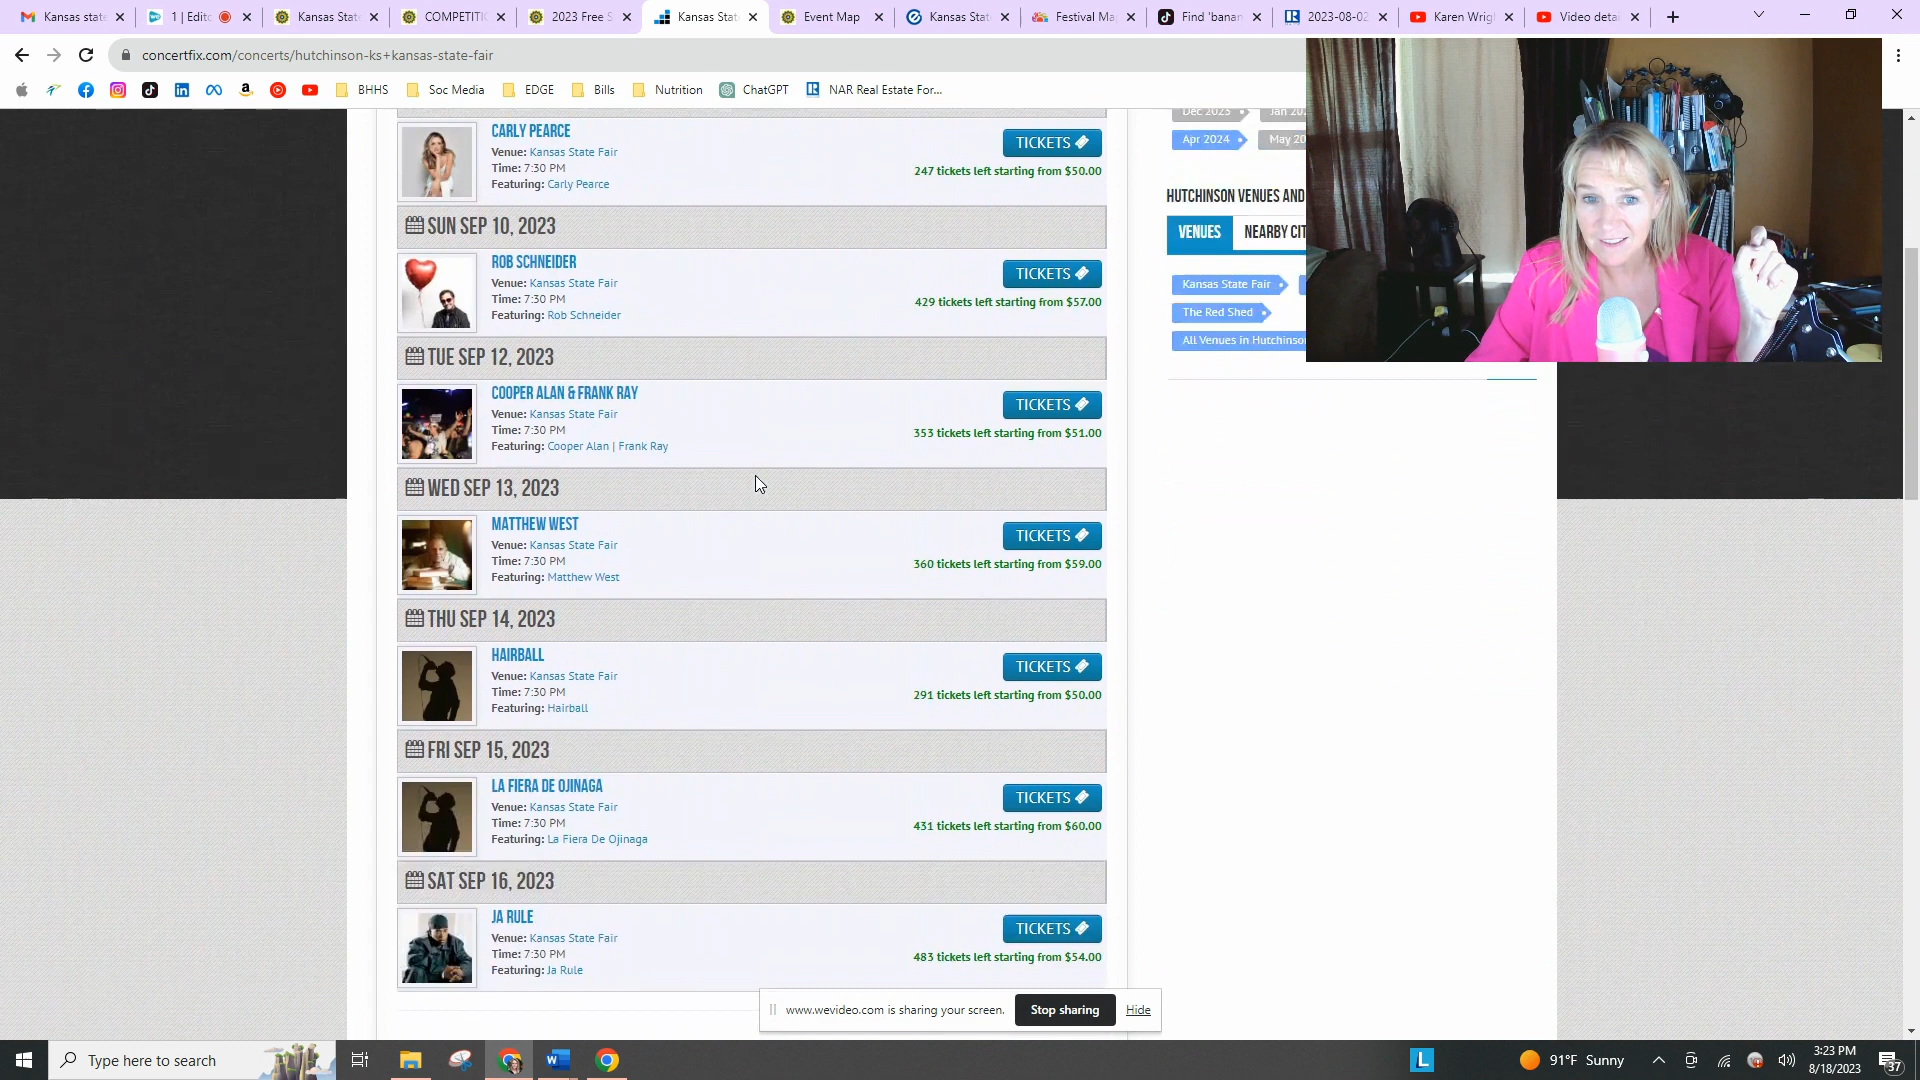 Kansas State
1 | Edito
Kansas State
COMPETITIO
2023 Free S
Kansas State
Event Map
Kansas State
Festival Map
Find 'banan
2023-08-02
Karen Wrigh
Video detai
concertfix.com/concerts/hutchinson-ks+kansas-state-fair
BHHS
Soc Media
EDGE
Bills
Nutrition
ChatGPT
NAR Real Estate For...
CARLY PEARCE
Venue: Kansas State Fair
Time: 7:30 PM
Featuring: Carly Pearce
TICKETS
247 tickets left starting from $50.00
SUN SEP 10, 2023
ROB SCHNEIDER
Venue: Kansas State Fair
Time: 7:30 PM
Featuring: Rob Schneider
TICKETS
429 tickets left starting from $57.00
TUE SEP 12, 2023
COOPER ALAN & FRANK RAY
Venue: Kansas State Fair
Time: 7:30 PM
Featuring: Cooper Alan | Frank Ray
TICKETS
353 tickets left starting from $51.00
WED SEP 13, 2023
MATTHEW WEST
Venue: Kansas State Fair
Time: 7:30 PM
Featuring: Matthew West
TICKETS
360 tickets left starting from $59.00
THU SEP 14, 2023
HAIRBALL
Venue: Kansas State Fair
Time: 7:30 PM
Featuring: Hairball
TICKETS
291 tickets left starting from $50.00
FRI SEP 15, 2023
LA FIERA DE OJINAGA
Venue: Kansas State Fair
Time: 7:30 PM
Featuring: La Fiera De Ojinaga
TICKETS
431 tickets left starting from $60.00
SAT SEP 16, 2023
JA RULE
Venue: Kansas State Fair
Time: 7:30 PM
Featuring: Ja Rule
TICKETS
483 tickets left starting from $54.00
Dec 2023
Jan 20
Apr 2024
May 20
HUTCHINSON VENUES AND
VENUES
NEARBY CIT
Kansas State Fair
The Red Shed
All Venues in Hutchinson
www.wevideo.com is sharing your screen.
Stop sharing
Hide
Type here to search
L
91°F Sunny
3:23 PM
8/18/2023
37